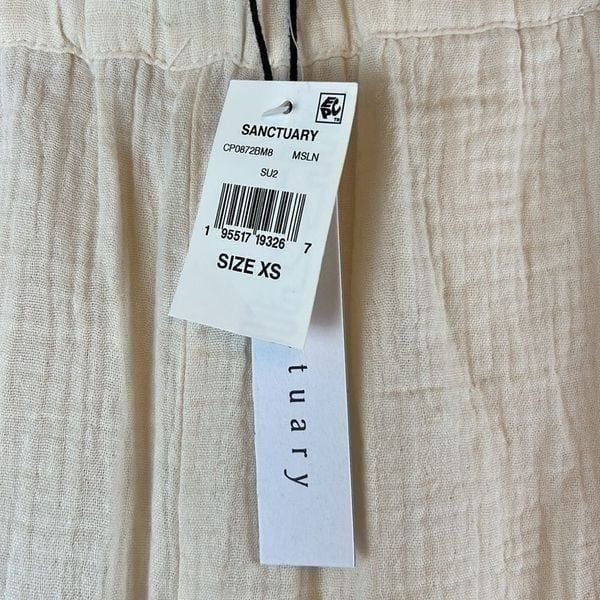 SANCTUARY
CP0872BM8 MSLN
SU2
1 95517 19326 7
SIZE XS
tuary